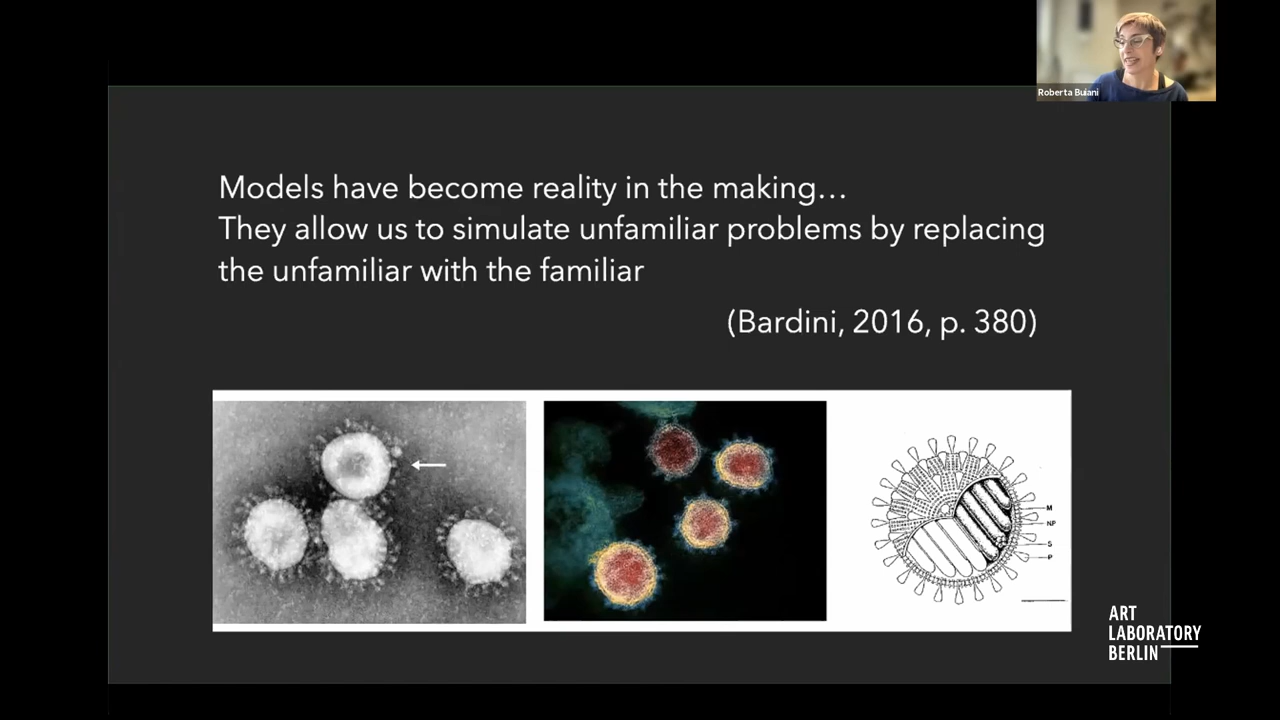 Roberta Buiani
Models have become reality in the making…
They allow us to simulate unfamiliar problems by replacing
the unfamiliar with the familiar
(Bardini, 2016, p. 380)
M
NP
S
P
ART
LABORATORY
BERLIN